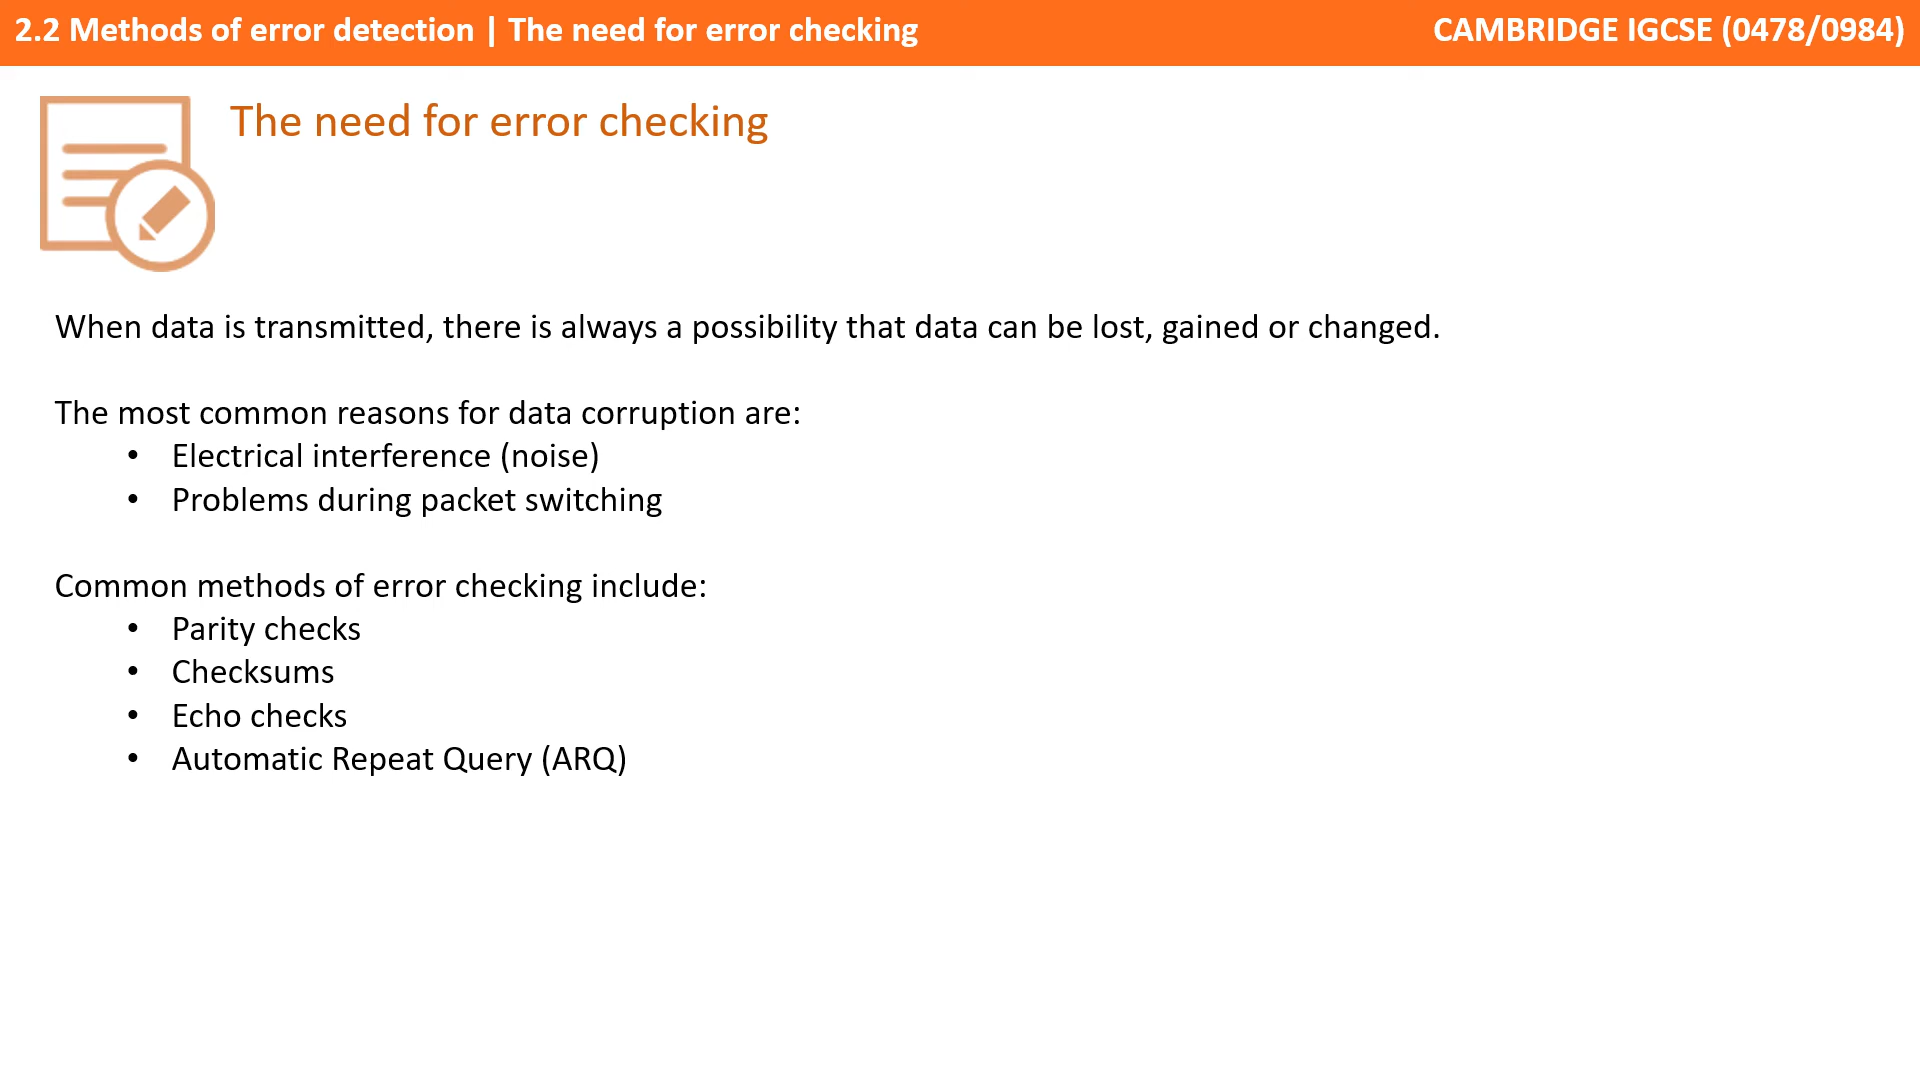 2.2 Methods of error detection | The need for error checking
CAMBRIDGE IGCSE (0478/0984)
The need for error checking
When data is transmitted, there is always a possibility that data can be lost, gained or changed.
The most common reasons for data corruption are:
• Electrical interference (noise)
• Problems during packet switching
Common methods of error checking include:
• Parity checks
• Checksums
• Echo checks
• Automatic Repeat Query (ARQ)